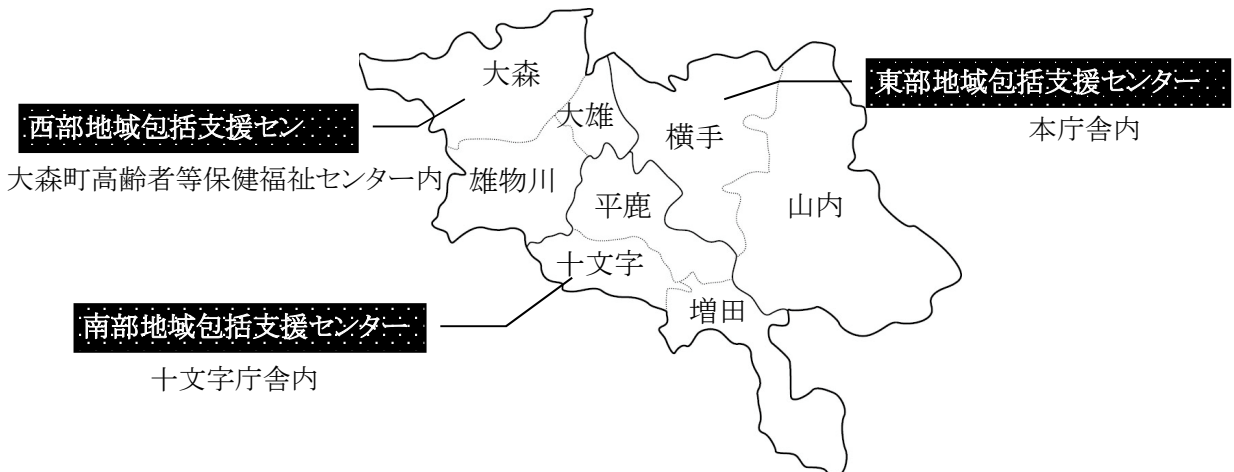 大森
東部地域包括支援センター
本庁舎内
大雄
横手
西部地域包括支援セン
大森町高齢者等保健福祉センター内
雄物川
平鹿
山内
十文字
増田
南部地域包括支援センター
十文字庁舎内